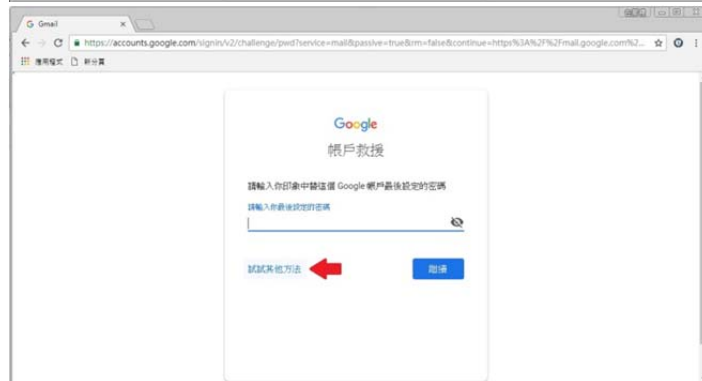 Gmail
https://accounts.google.com/signin/v2/challenge/pwd?service=mail&passive=true&rm=false&continue=https%3A%2F%2Fmail.google.com%2...
應用程式 新分頁
Google
帳戶救援
請輸入你印象中替這個 Google 帳戶最後設定的密碼
請輸入你最後設定的密碼
試試其他方法 繼續